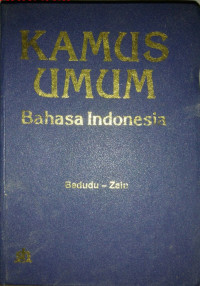 KAMUS
UMUM
Bahasa Indonesia
Badudu - Zain